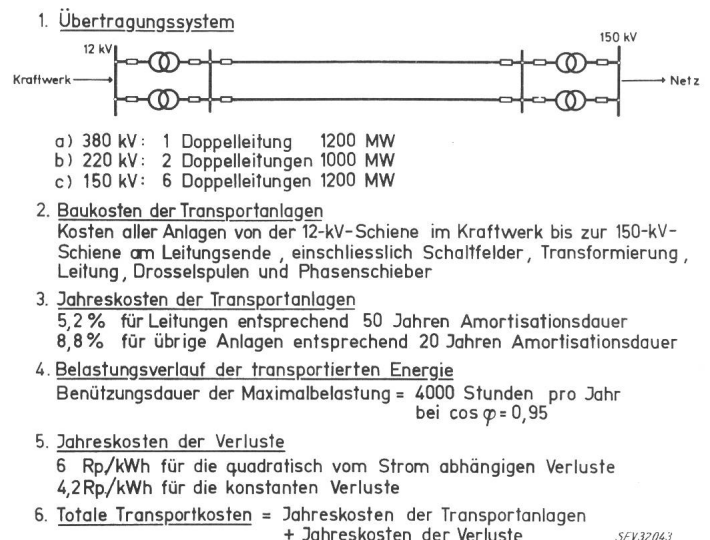 1. Übertragungssystem
150 kV
12 kV
Kraftwerk
Netz
a) 380 kV: 1 Doppelleitung 1200 MW
b) 220 kV: 2 Doppelleitungen 1000 MW
c) 150 kV: 6 Doppelleitungen 1200 MW
2. Baukosten der Transportanlagen
Kosten aller Anlagen von der 12-kV-Schiene im Kraftwerk bis zur 150-kV-
Schiene am Leitungsende, einschliesslich Schaltfelder, Transformierung,
Leitung, Drosselspulen und Phasenschieber
3. Jahreskosten der Transportanlagen
5,2% für Leitungen entsprechend 50 Jahren Amortisationsdauer
8,8% für übrige Anlagen entsprechend 20 Jahren Amortisationsdauer
4. Belastungsverlauf der transportierten Energie
Benützungsdauer der Maximalbelastung = 4000 Stunden pro Jahr
bei cos φ = 0,95
5. Jahreskosten der Verluste
6 Rp./kWh für die quadratisch vom Strom abhängigen Verluste
4,2 Rp./kWh für die konstanten Verluste
6. Totale Transportkosten = Jahreskosten der Transportanlagen
+ Jahreskosten der Verluste SEV32043